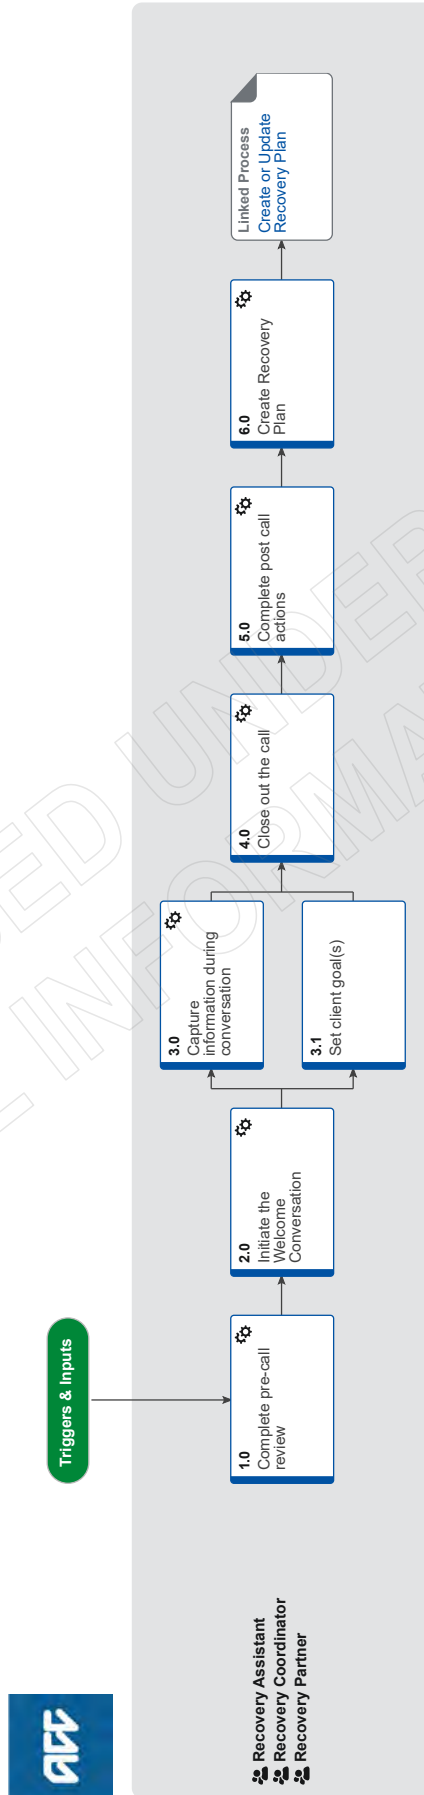 acc
Triggers & Inputs
Recovery Assistant
Recovery Coordinator
Recovery Partner
1.0
Complete pre-call
review
2.0
Initiate the
Welcome
Conversation
3.0
Capture
information during
conversation
3.1
Set client goal(s)
4.0
Close out the call
5.0
Complete post call
actions
6.0
Create Recovery
Plan
Linked Process
Create or Update
Recovery Plan